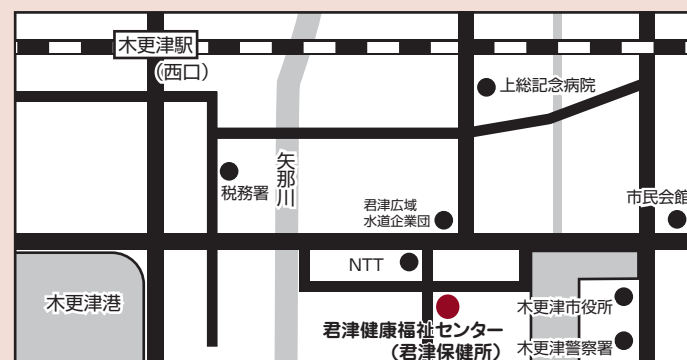 木更津駅
(西口)
上総記念病院
矢那川
税務署
市民会館
君津広域
水道企業団
NTT
木更津港
木更津市役所
君津健康福祉センター
(君津保健所)
木更津警察署